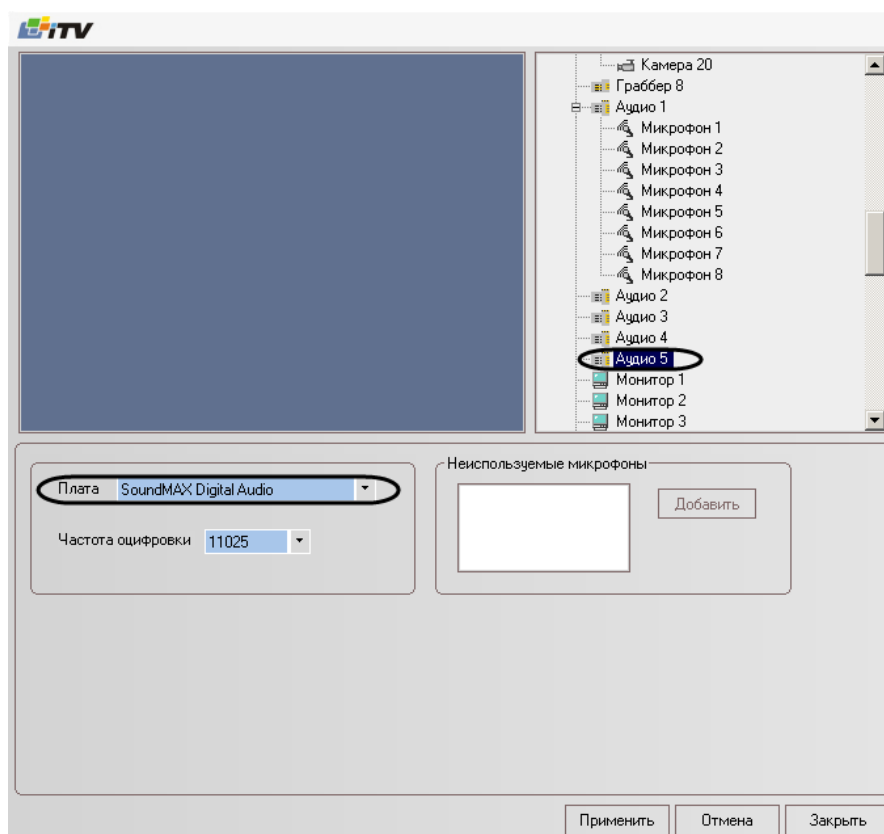 iTV
Камера 20
Граббер 8
Аудио 1
Микрофон 1
Микрофон 2
Микрофон 3
Микрофон 4
Микрофон 5
Микрофон 6
Микрофон 7
Микрофон 8
Аудио 2
Аудио 3
Аудио 4
Аудио 5
Монитор 1
Монитор 2
Монитор 3
Плата SoundMAX Digital Audio
Частота оцифровки 11025
Неиспользуемые микрофоны
Добавить
Применить Отмена Закрыть